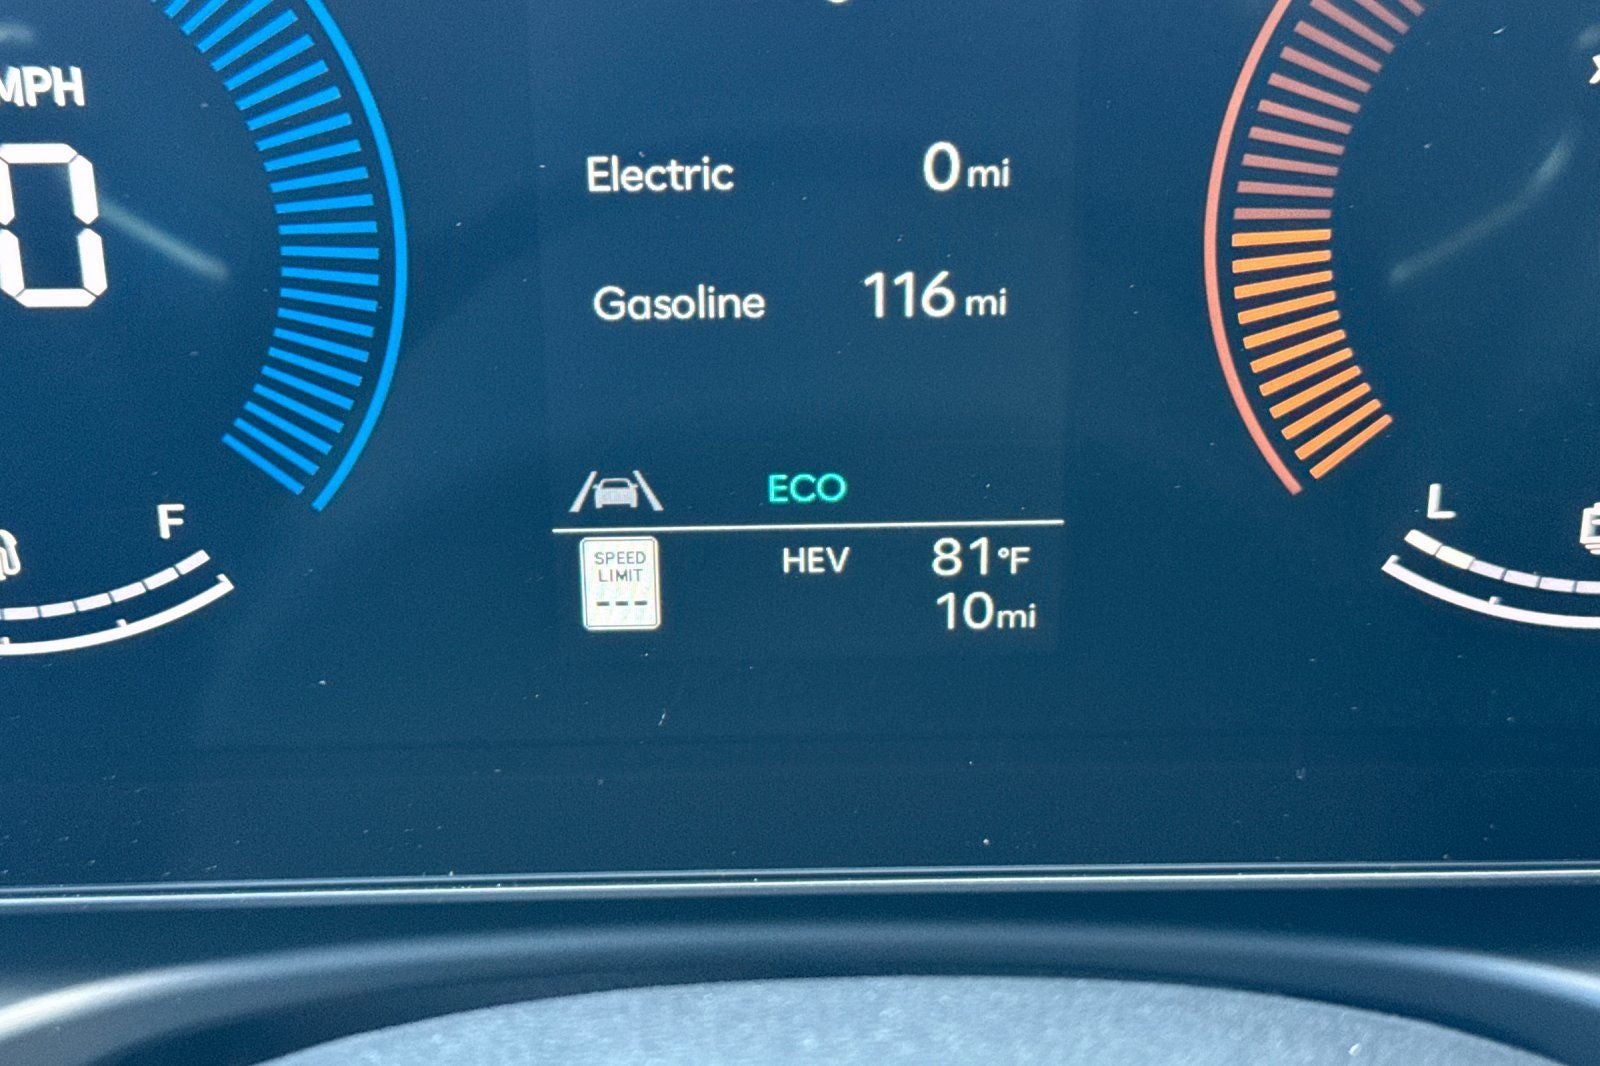 MPH
0
Electric 0 mi
Gasoline 116 mi
F
ECO
L
SPEED
LIMIT
---
HEV 81°F
10mi